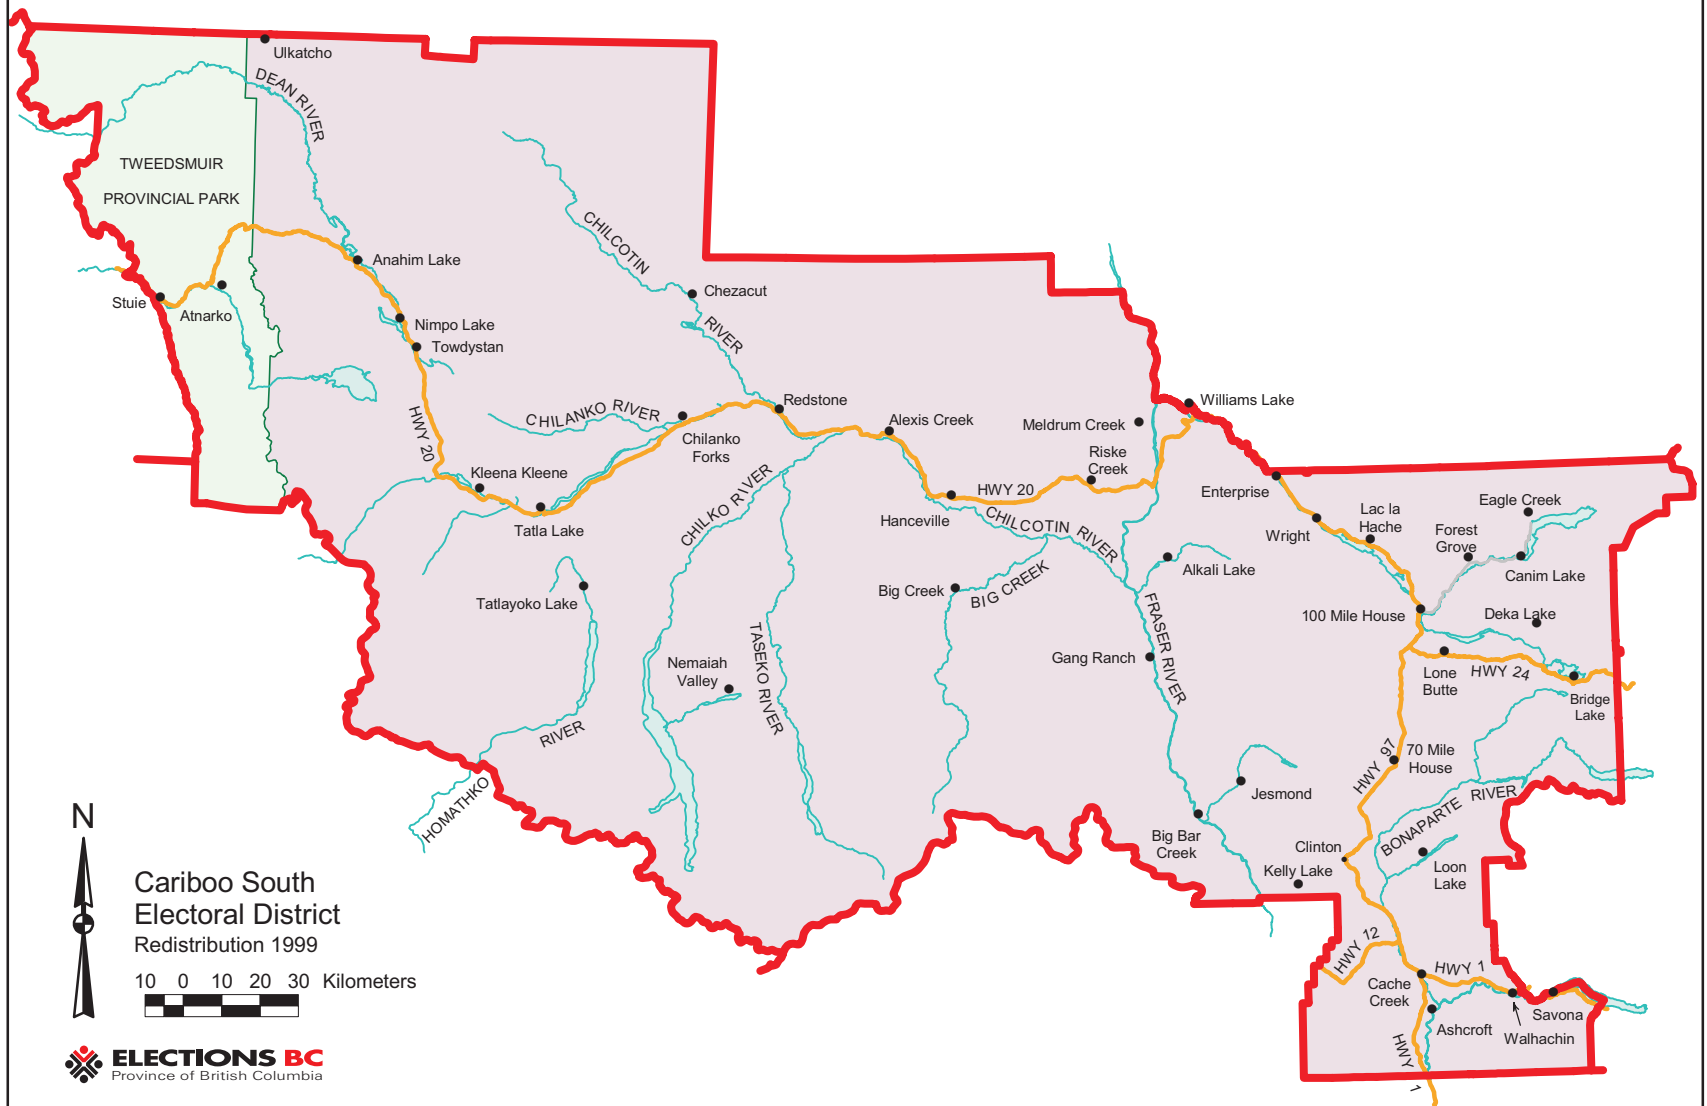 Ulkatcho
DEAN RIVER
TWEEDSMUIR
PROVINCIAL PARK
CHILCOTIN
RIVER
Anahim Lake
Chezacut
Stuie
Atnarko
Nimpo Lake
Towdystan
HWY 20
CHILANKO RIVER
Redstone
Chilanko
Forks
Alexis Creek
Williams Lake
Meldrum Creek
Riske
Creek
Kleena Kleene
Tatla Lake
CHILKO RIVER
Hanceville
HWY 20
CHILCOTIN RIVER
Enterprise
Wright
Lac la
Hache
Eagle Creek
Forest
Grove
Canim Lake
Alkali Lake
Big Creek
BIG CREEK
Tatlayoko Lake
100 Mile House
Deka Lake
FRASER RIVER
Gang Ranch
Nemaiah
Valley
TASEKO RIVER
Lone
Butte
HWY 24
Bridge
Lake
RIVER
HOMATHKO
HWY 97
70 Mile
House
Jesmond
BONAPARTE RIVER
Big Bar
Creek
Clinton
Kelly Lake
Loon
Lake
HWY 12
HWY 1
Cache
Creek
Ashcroft
Savona
Walhachin
HWY 1
N
Cariboo South
Electoral District
Redistribution 1999
10 0 10 20 30 Kilometers
ELECTIONS BC
Province of British Columbia